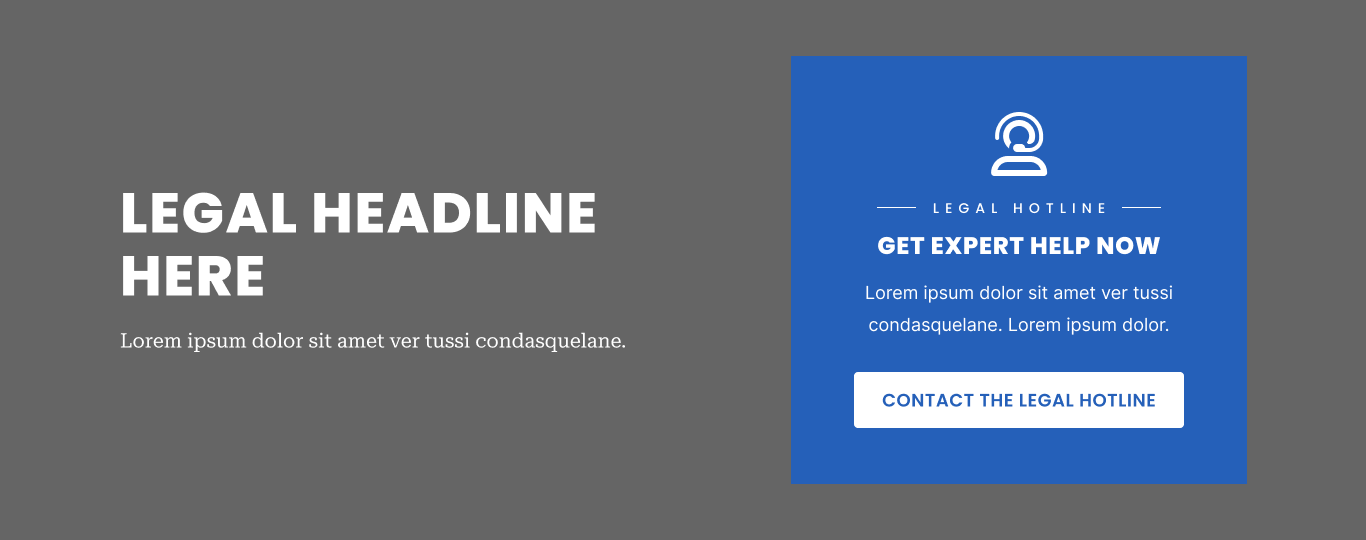 LEGAL HEADLINE
HERE
Lorem ipsum dolor sit amet ver tussi condasquelane.
LEGAL HOTLINE
GET EXPERT HELP NOW
Lorem ipsum dolor sit amet ver tussi
condasquelane. Lorem ipsum dolor.
CONTACT THE LEGAL HOTLINE